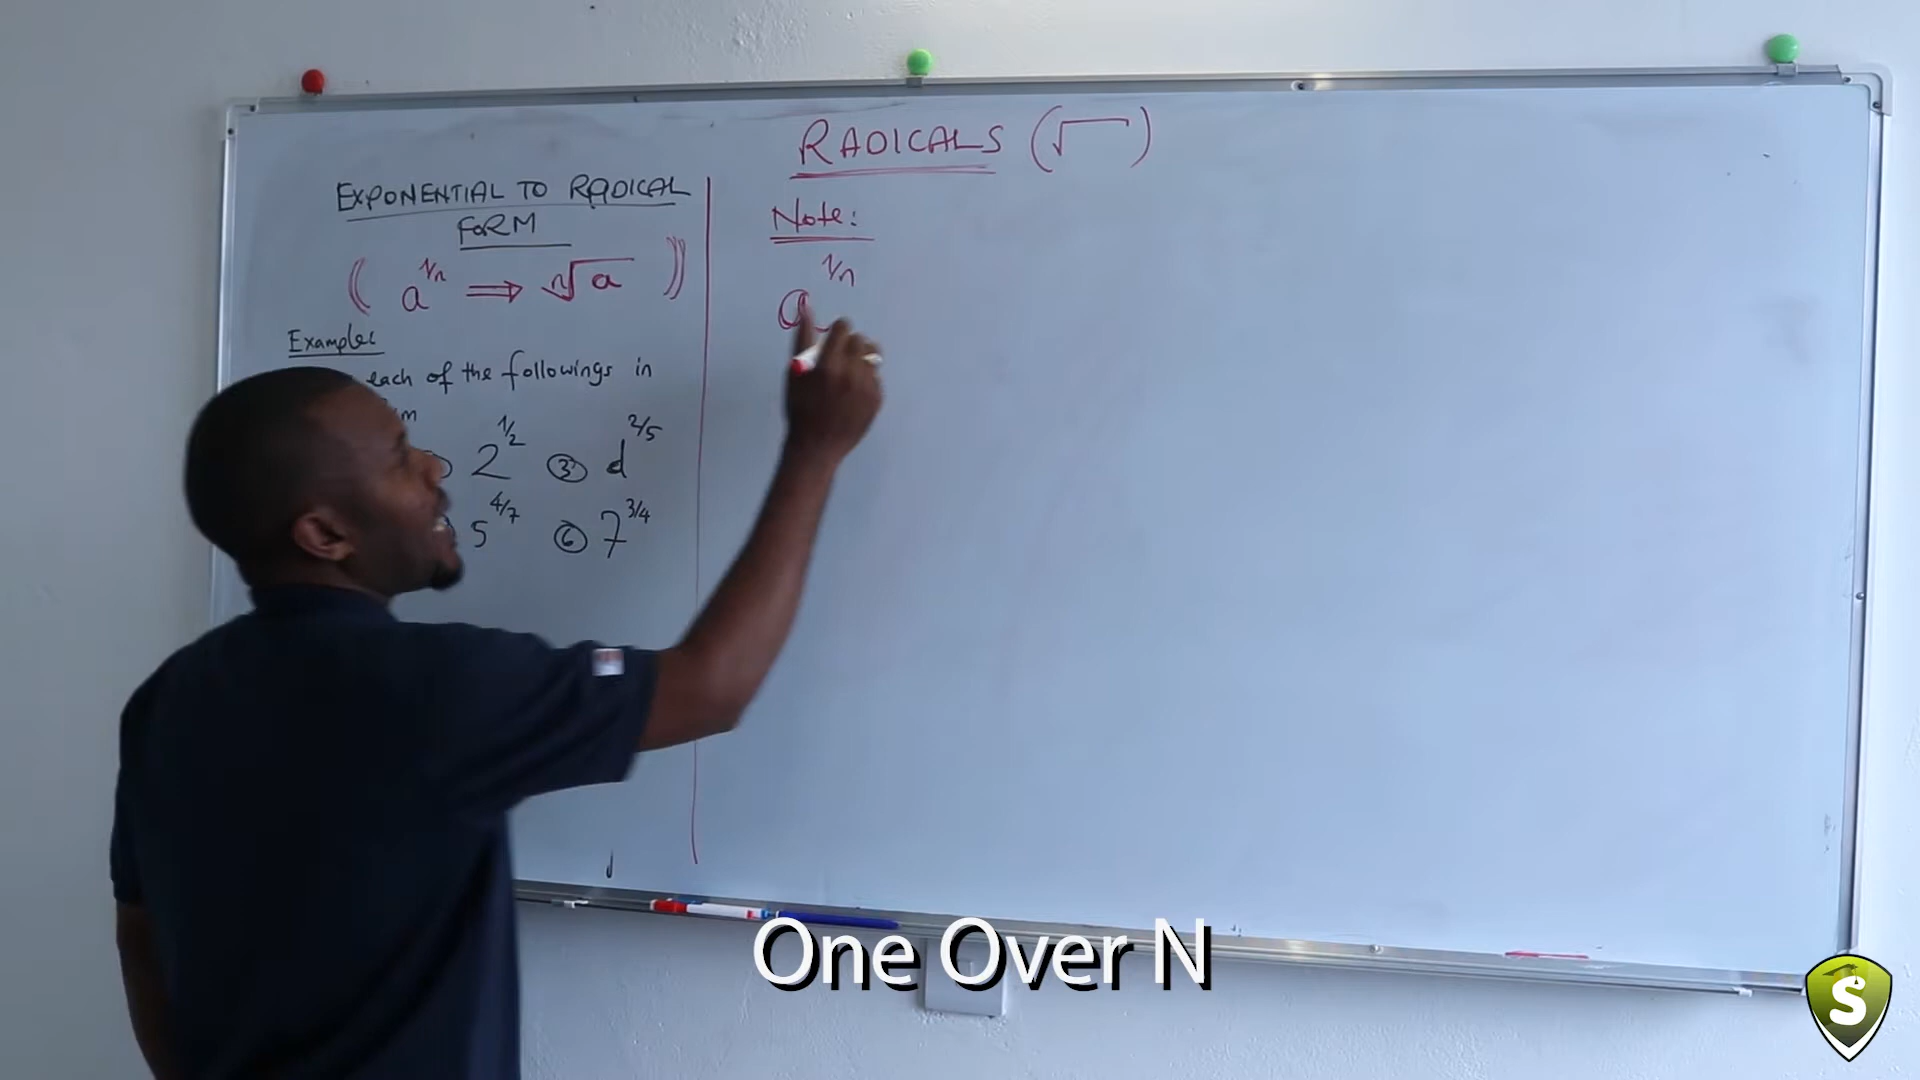 RADICALS (√ )
EXPONENTIAL TO RADICAL
FORM
(( a^1/n ⟹ ⁿ√a ))
Examples
each of the followings in
2^1/2 ③ d^2/5
5^4/7 ⑥ 7^3/4
Note:
a^1/n
One Over N
S